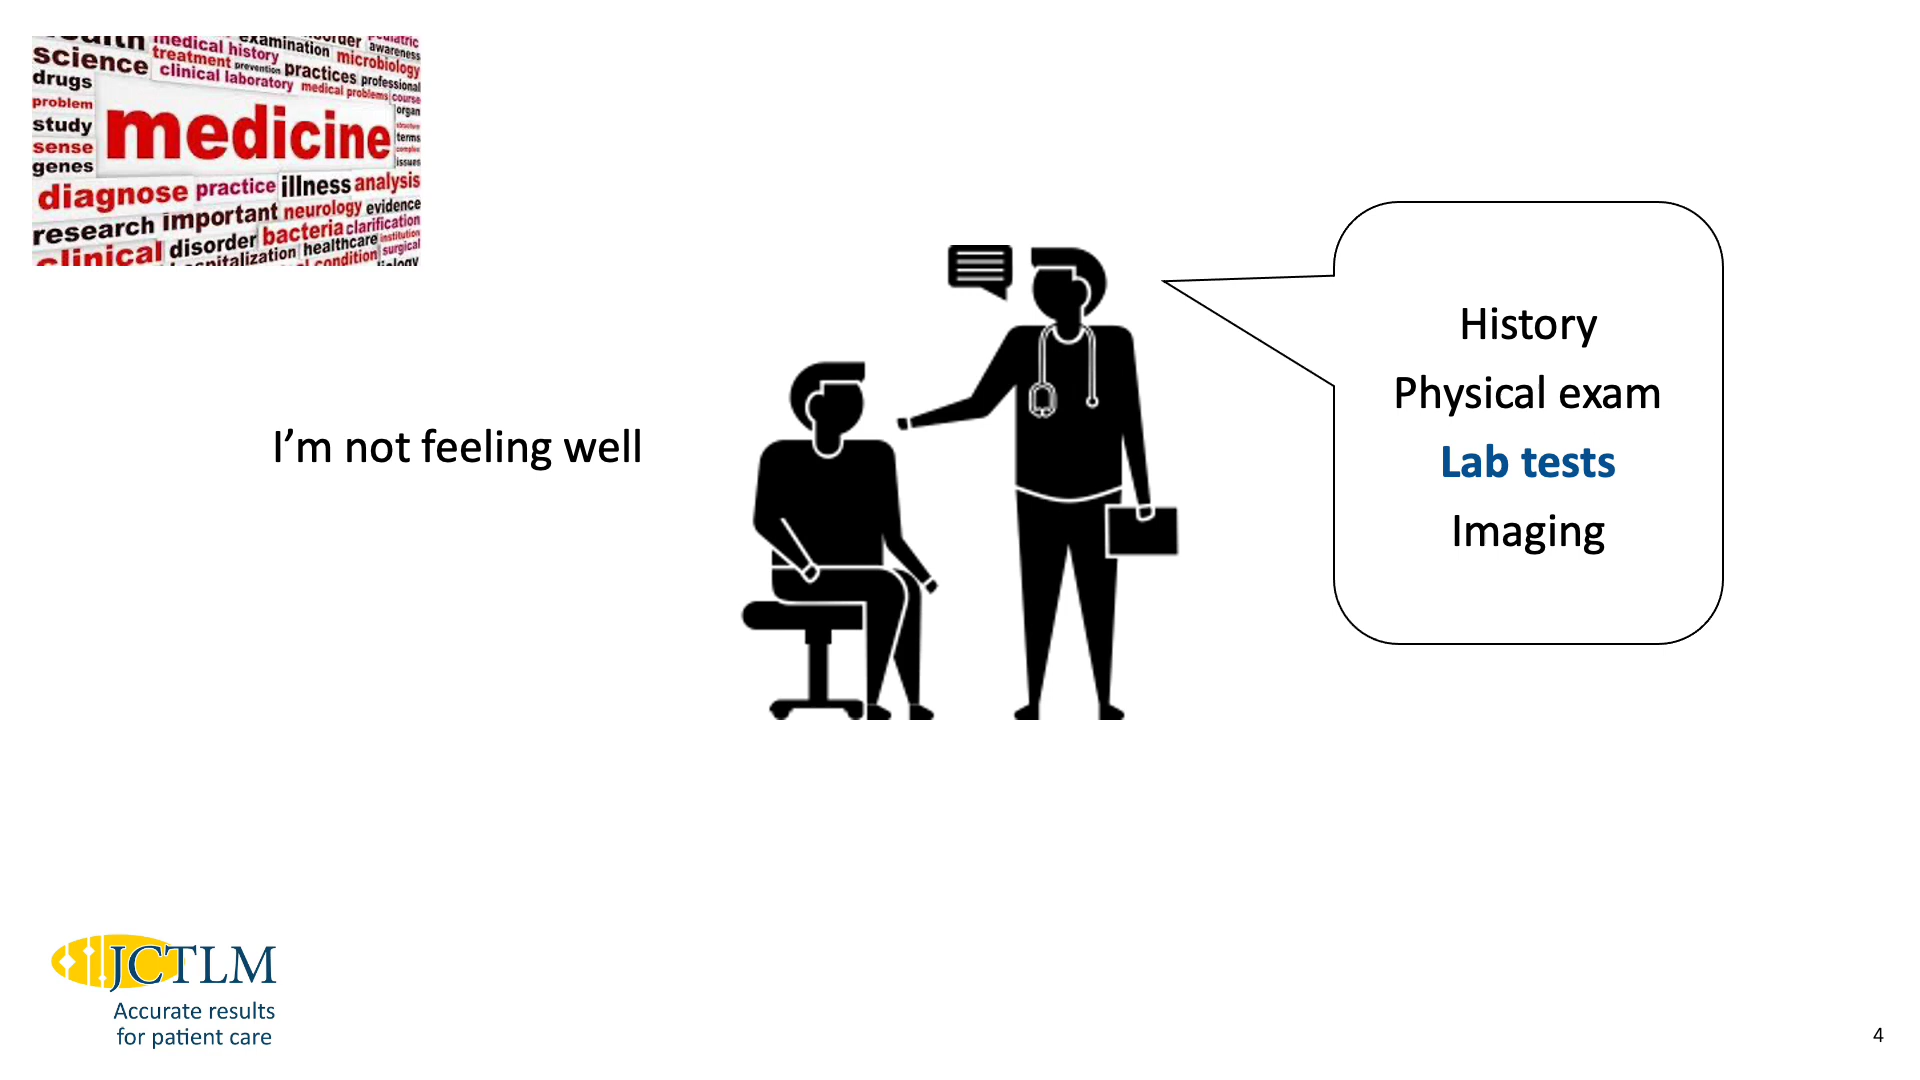 health medical history examination disorder pediatric
science treatment prevention practices microbiology awareness
drugs clinical laboratory medical problems professional
problem course
study medicine organ
sense structure
genes terms
complex
issues
diagnose practice illness analysis
research important neurology evidence
clinical disorder bacteria clarification
hospitalization healthcare institution
condition surgical
I’m not feeling well
History
Physical exam
Lab tests
Imaging
JCTLM
Accurate results
for patient care
4